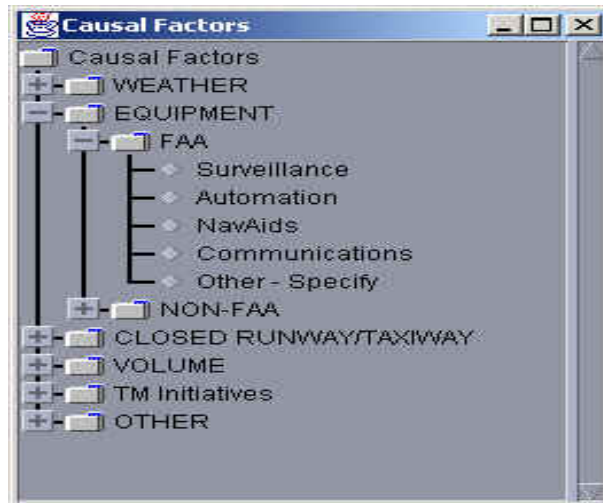 Causal Factors
Causal Factors
WEATHER
EQUIPMENT
FAA
Surveillance
Automation
NavAids
Communications
Other - Specify
NON-FAA
CLOSED RUNWAY/TAXIWAY
VOLUME
TM Initiatives
OTHER